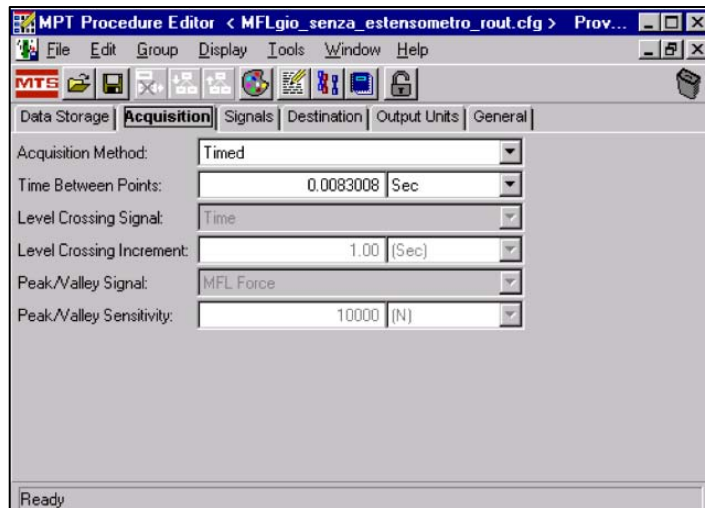 MPT Procedure Editor < MFLgio_senza_estensometro_rout.cfg > Prov...
File Edit Group Display Tools Window Help
MTS
Data Storage Acquisition Signals Destination Output Units General
Acquisition Method: Timed
Time Between Points: 0.0083008 Sec
Level Crossing Signal: Time
Level Crossing Increment: 1.00 (Sec)
Peak/Valley Signal: MFL Force
Peak/Valley Sensitivity: 10000 (N)
Ready